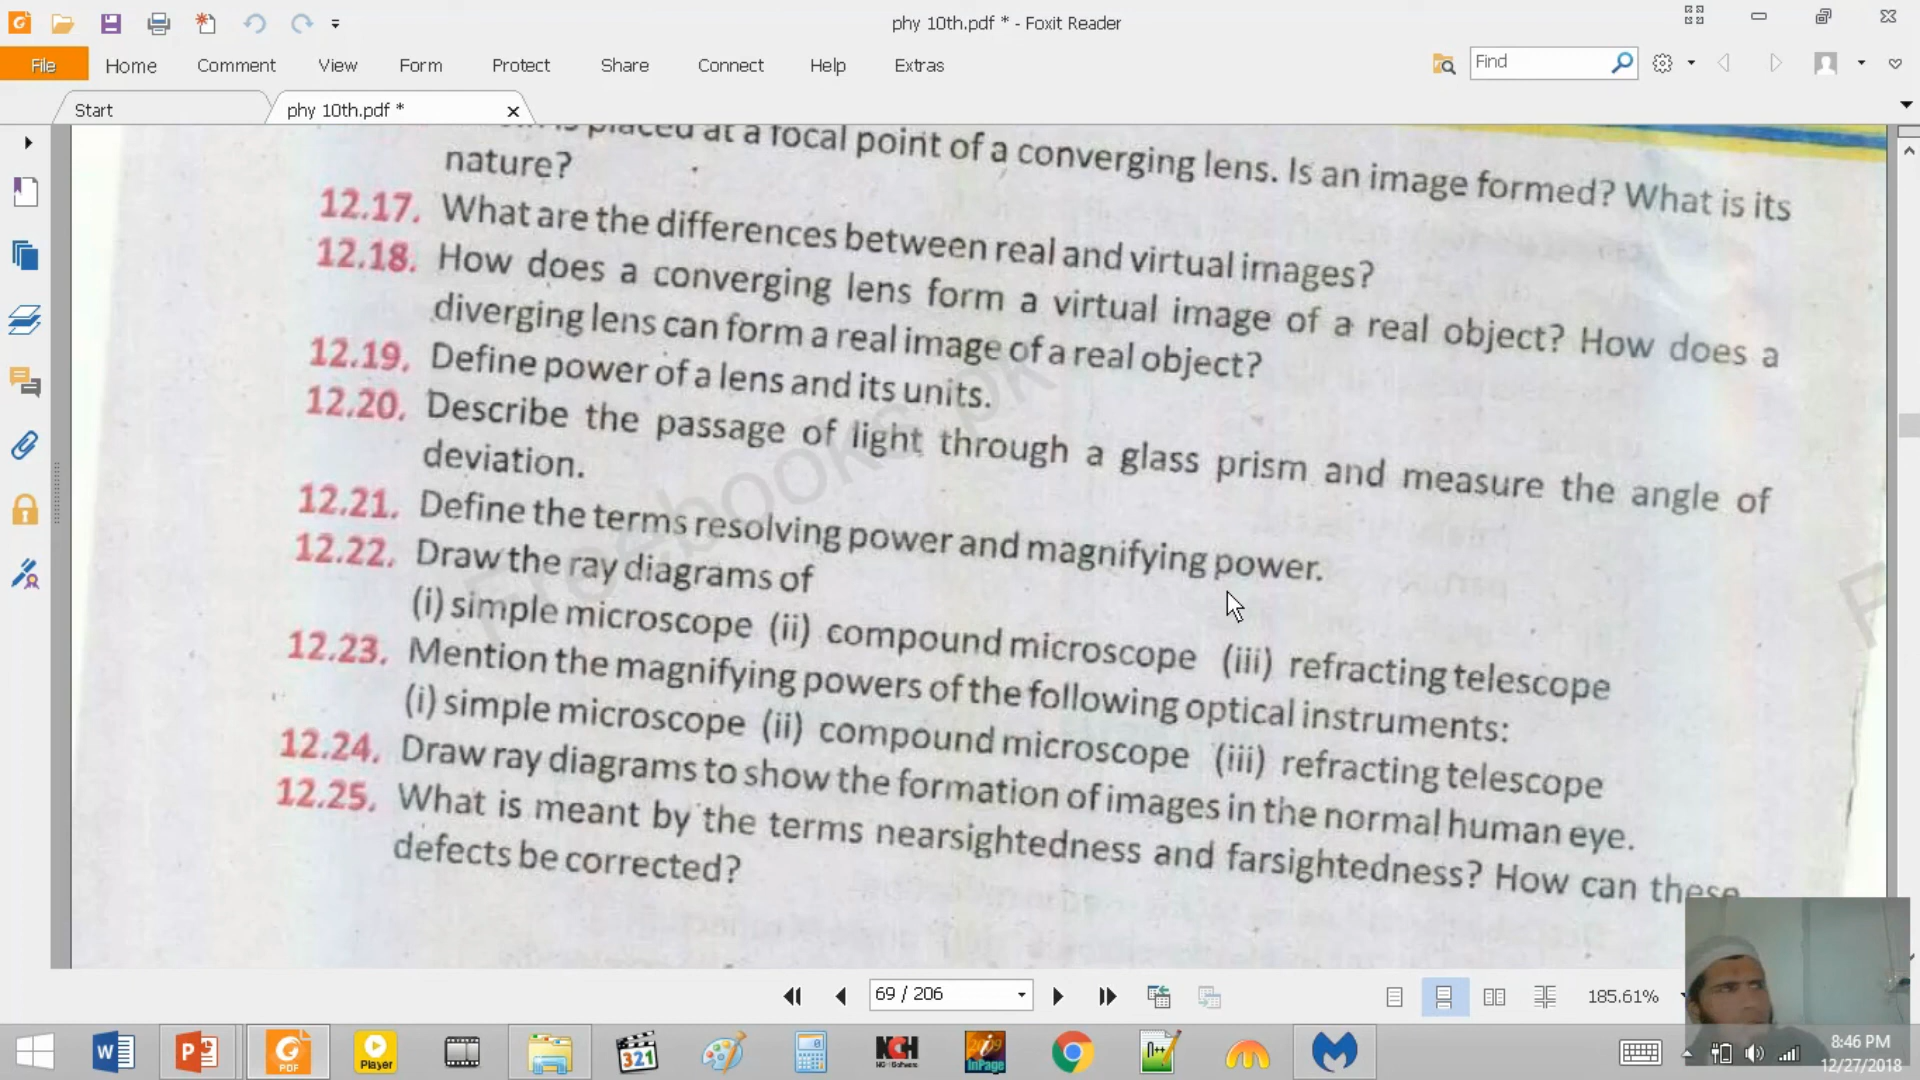 phy 10th.pdf * - Foxit Reader
File Home Comment View Form Protect Share Connect Help Extras
Find
Start
phy 10th.pdf *
is placed at a focal point of a converging lens. Is an image formed? What is its
nature?
12.17. What are the differences between real and virtual images?
12.18. How does a converging lens form a virtual image of a real object? How does a
diverging lens can form a real image of a real object?
12.19. Define power of a lens and its units.
12.20. Describe the passage of light through a glass prism and measure the angle of
deviation.
12.21. Define the terms resolving power and magnifying power.
12.22. Draw the ray diagrams of
(i) simple microscope (ii) compound microscope (iii) refracting telescope
12.23. Mention the magnifying powers of the following optical instruments:
(i) simple microscope (ii) compound microscope (iii) refracting telescope
12.24. Draw ray diagrams to show the formation of images in the normal human eye.
12.25. What is meant by the terms nearsightedness and farsightedness? How can these
defects be corrected?
Freebooks.pk
69 / 206
185.61%
PDF
Player
321
NCH
2009
InPage
8:46 PM
12/27/2018